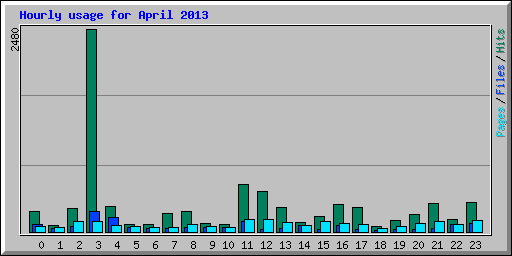 Hourly usage for April 2013
2480
Pages/Files/Hits
0 1 2 3 4 5 6 7 8 9 10 11 12 13 14 15 16 17 18 19 20 21 22 23